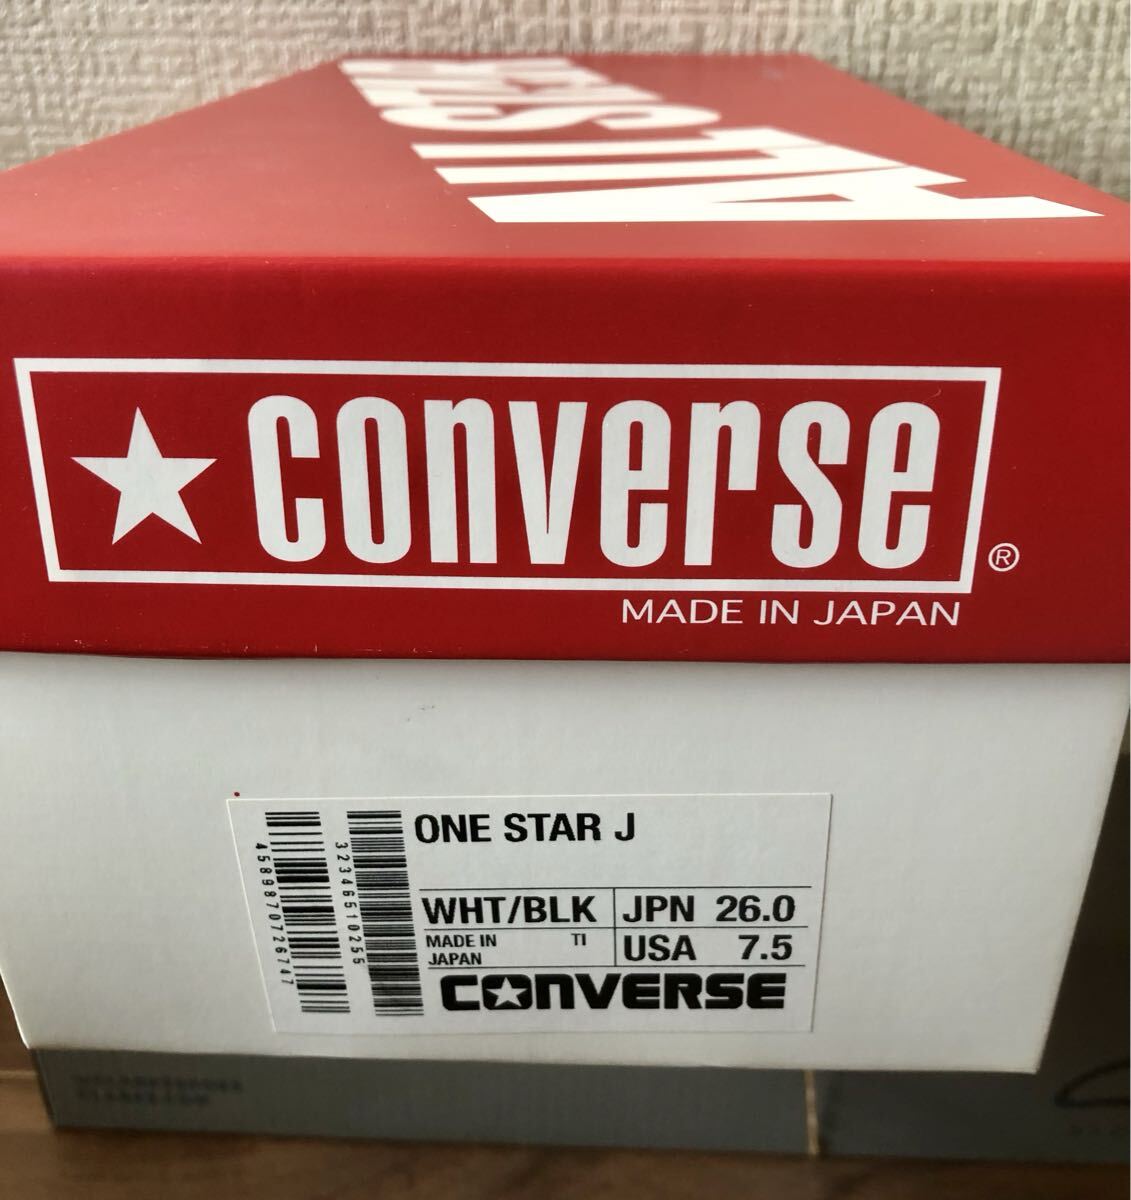 ALL STAR
converse®
MADE IN JAPAN
4589870726747
32346510255
ONE STAR J
WHT/BLK JPN 26.0
MADE IN JAPAN TI USA 7.5
CONVERSE